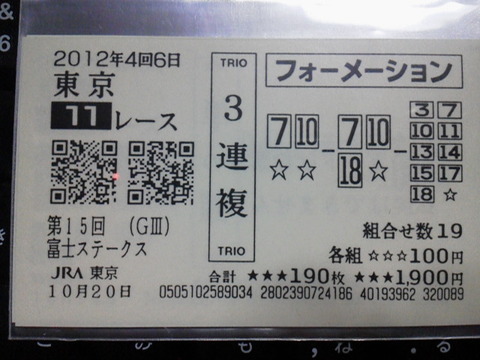 2012年4回6日
東京
11レース
第15回 (GⅢ)
富士ステークス
JRA 東京
10月20日
TRIO
3連複
TRIO
フォーメーション
7 10 - 7 10 - 3 7
☆☆ 18 ☆ 10 11
13 14
15 17
18 ☆
組合せ数19
各組 ☆☆☆100円
合計 ★★★190枚 ★★★1,900円
0505102589034 2802390724186 40193962 320089